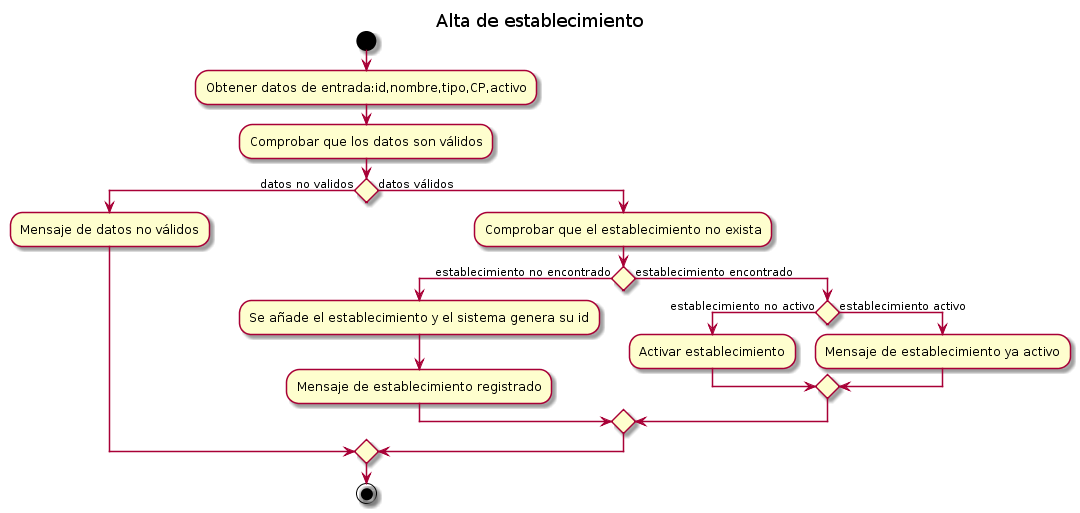 Alta de establecimiento
Obtener datos de entrada:id,nombre,tipo,CP,activo
Comprobar que los datos son válidos
datos no validos
datos válidos
Mensaje de datos no válidos
Comprobar que el establecimiento no exista
establecimiento no encontrado
establecimiento encontrado
Se añade el establecimiento y el sistema genera su id
Mensaje de establecimiento registrado
establecimiento no activo
establecimiento activo
Activar establecimiento
Mensaje de establecimiento ya activo